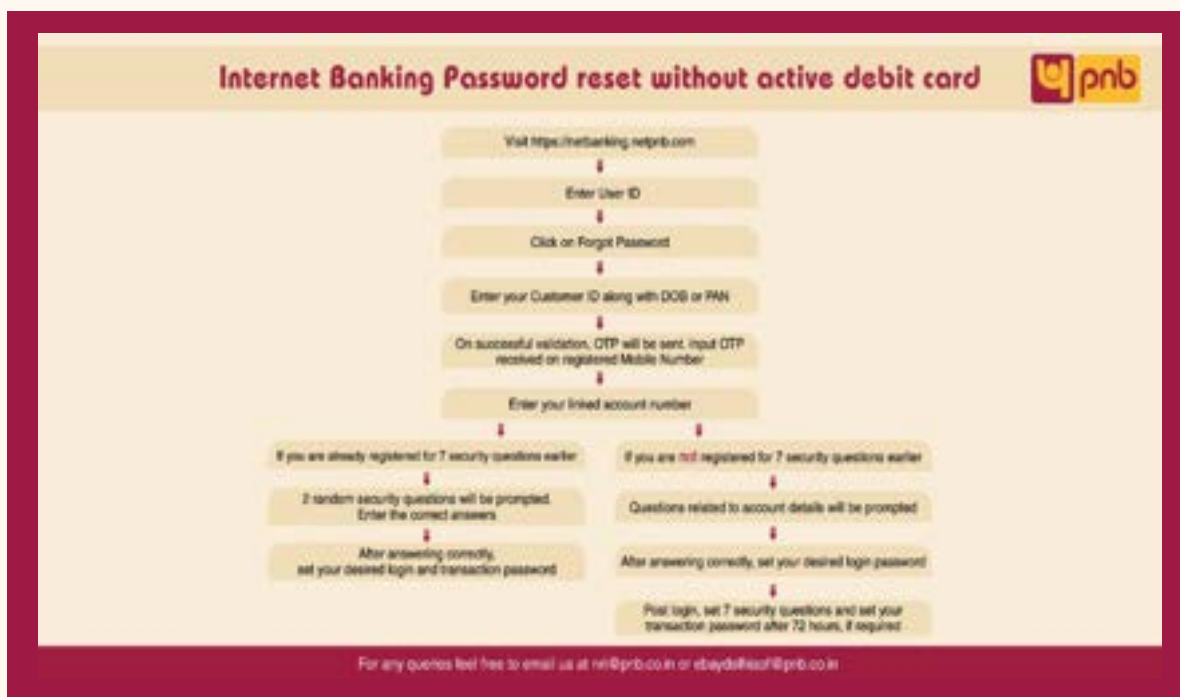 Internet Banking Password reset without active debit card
pnb
Visit https://netbanking.netpnb.com
Enter User ID
Click on Forgot Password
Enter your Customer ID along with DOB or PAN
On successful validation, OTP will be sent. Input OTP
received on registered Mobile Number
Enter your linked account number
If you are already registered for 7 security questions earlier
2 random security questions will be prompted.
Enter the correct answers
After answering correctly,
set your desired login and transaction password
If you are not registered for 7 security questions earlier
Questions related to account details will be prompted
After answering correctly, set your desired login password
Post login, set 7 security questions and set your
transaction password after 72 hours, if required
For any queries feel free to email us at nri@pnb.co.in or